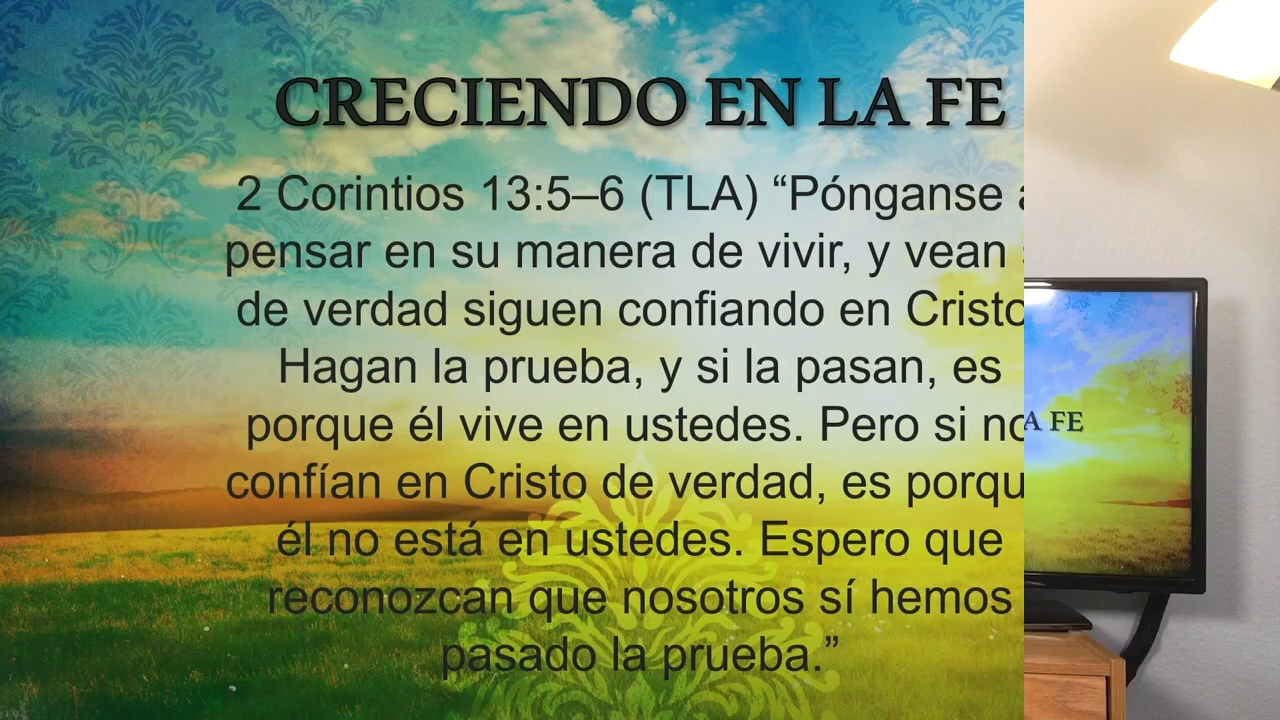 CRECIENDO EN LA FE
2 Corintios 13:5–6 (TLA) “Pónganse a
pensar en su manera de vivir, y vean
de verdad siguen confiando en Cristo
Hagan la prueba, y si la pasan, es
porque él vive en ustedes. Pero si no
confían en Cristo de verdad, es porqu
él no está en ustedes. Espero que
reconozcan que nosotros sí hemos
pasado la prueba.”
A FE